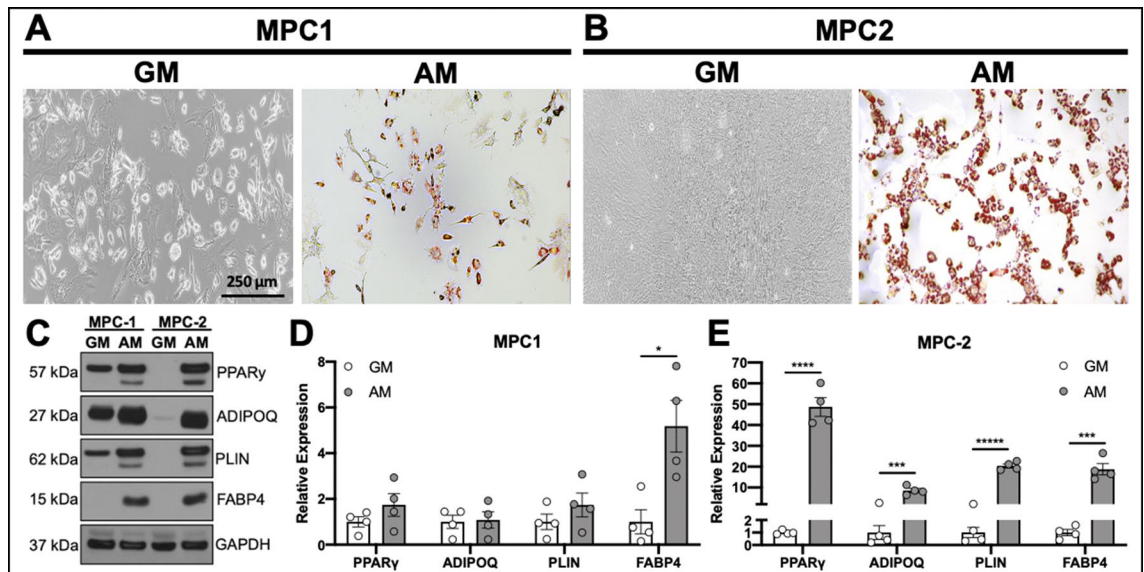 A MPC1
GM AM
250 µm
B MPC2
GM AM
C MPC-1 MPC-2
GM AM GM AM
57 kDa PPARγ
27 kDa ADIPOQ
62 kDa PLIN
15 kDa FABP4
37 kDa GAPDH
D MPC1
Relative Expression
8
6
4
2
0
GM
AM
*
PPARγ ADIPOQ PLIN FABP4
E MPC-2
Relative Expression
70
60
50
40
30
20
10
2
1
0
GM
AM
****
***
*****
***
PPARγ ADIPOQ PLIN FABP4